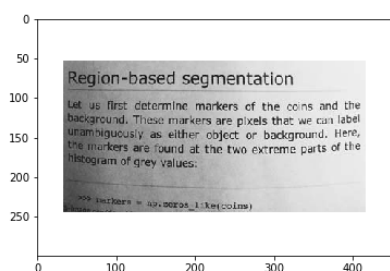 0
50
100
150
200
250
Region-based segmentation
Let us first determine markers of the coins and the
background. These markers are pixels that we can label
unambiguously as either object or background. Here,
the markers are found at the two extreme parts of the
histogram of grey values:
>>> markers = np.zeros_like(coins)
0 100 200 300 400